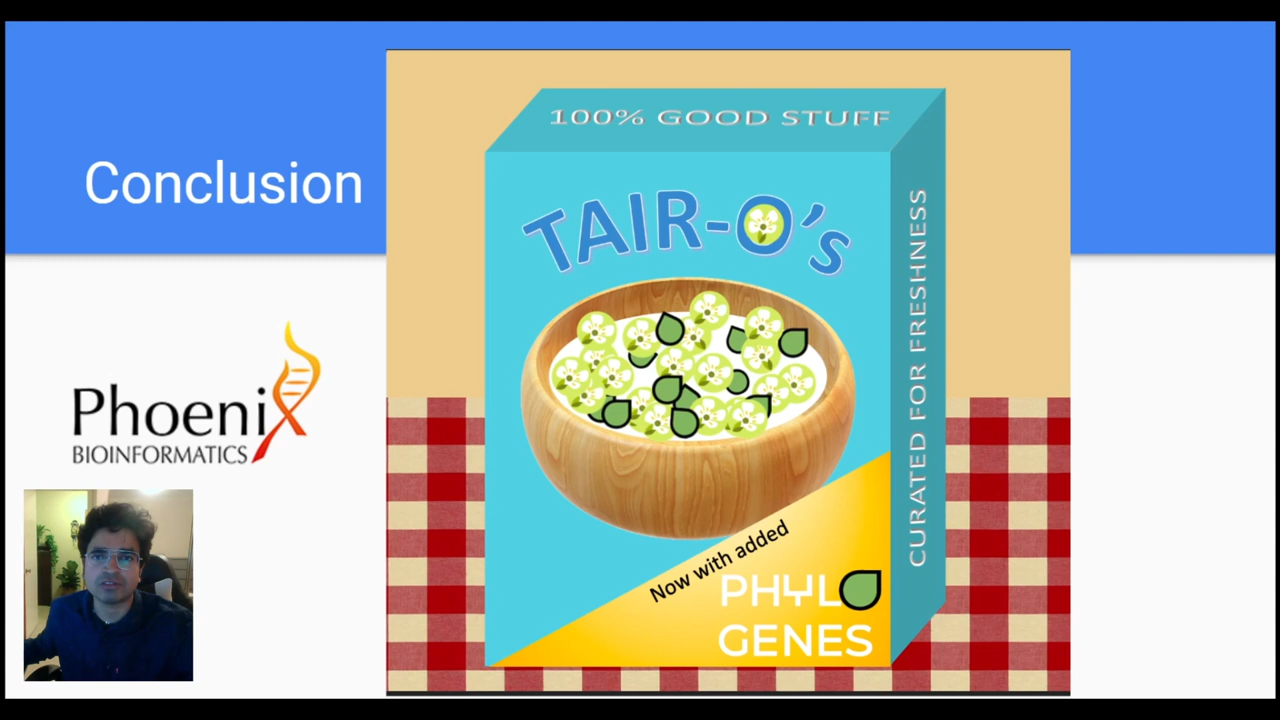 Conclusion
Phoenix
BIOINFORMATICS
100% GOOD STUFF
TAIR-O's
CURATED FOR FRESHNESS
Now with added
PHYLO
GENES